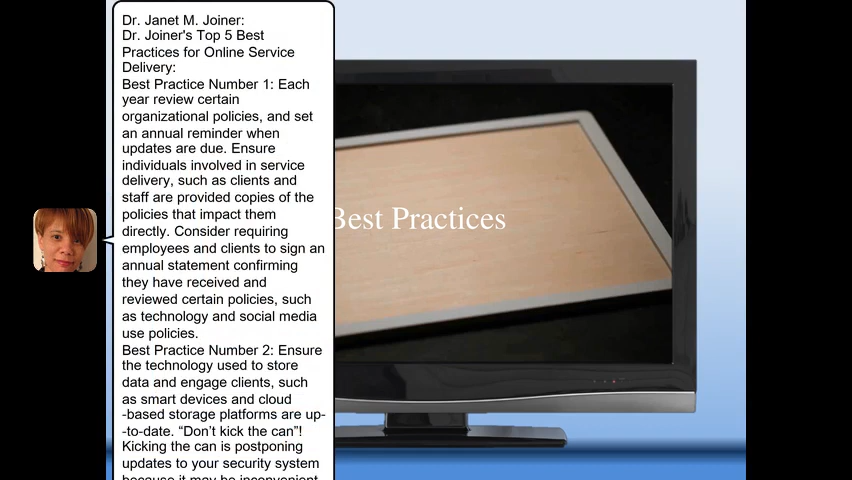 Dr. Janet M. Joiner:
Dr. Joiner's Top 5 Best
Practices for Online Service
Delivery:
Best Practice Number 1: Each
year review certain
organizational policies, and set
an annual reminder when
updates are due. Ensure
individuals involved in service
delivery, such as clients and
staff are provided copies of the
policies that impact them
directly. Consider requiring
employees and clients to sign an
annual statement confirming
they have received and
reviewed certain policies, such
as technology and social media
use policies.
Best Practice Number 2: Ensure
the technology used to store
data and engage clients, such
as smart devices and cloud
-based storage platforms are up-
-to-date. “Don’t kick the can”!
Kicking the can is postponing
updates to your security system
because it may be inconvenient
Best Practices